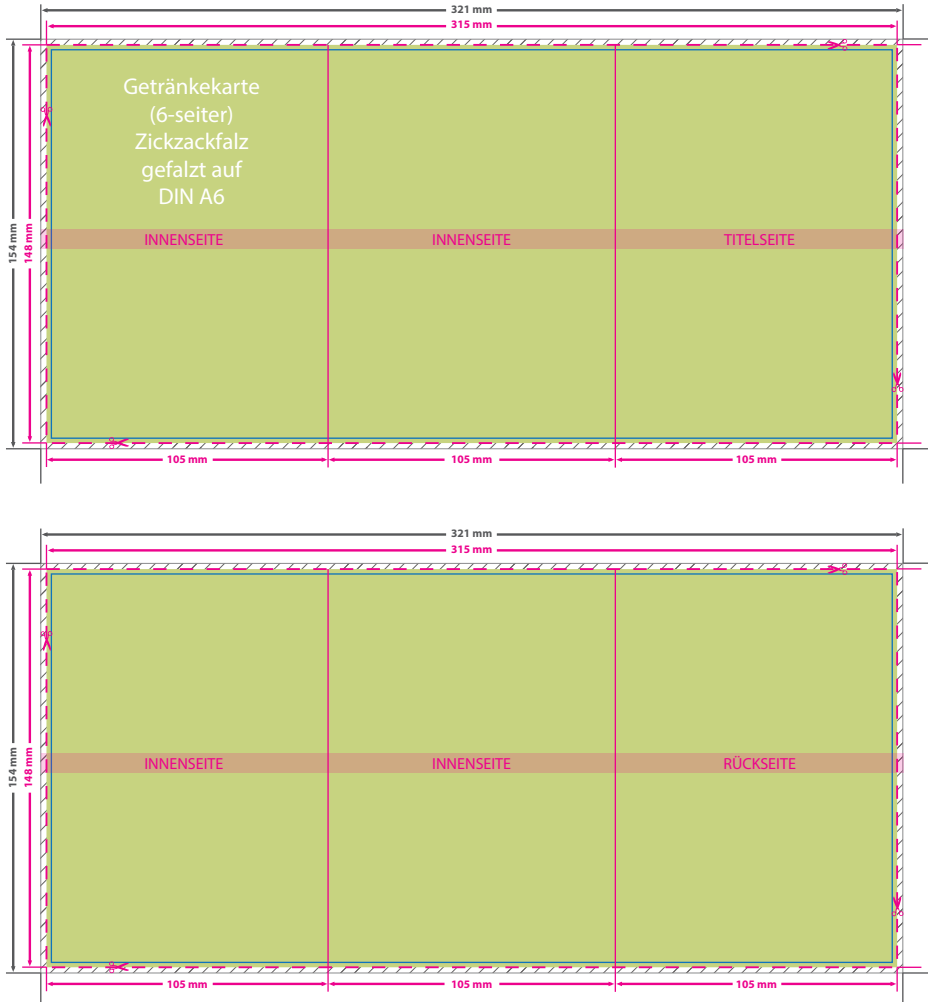 321 mm
315 mm
Getränkekarte
(6-seiter)
Zickzackfalz
gefalzt auf
DIN A6
154 mm
148 mm
INNENSEITE INNENSEITE TITELSEITE
105 mm 105 mm 105 mm
321 mm
315 mm
154 mm
148 mm
INNENSEITE INNENSEITE RÜCKSEITE
105 mm 105 mm 105 mm